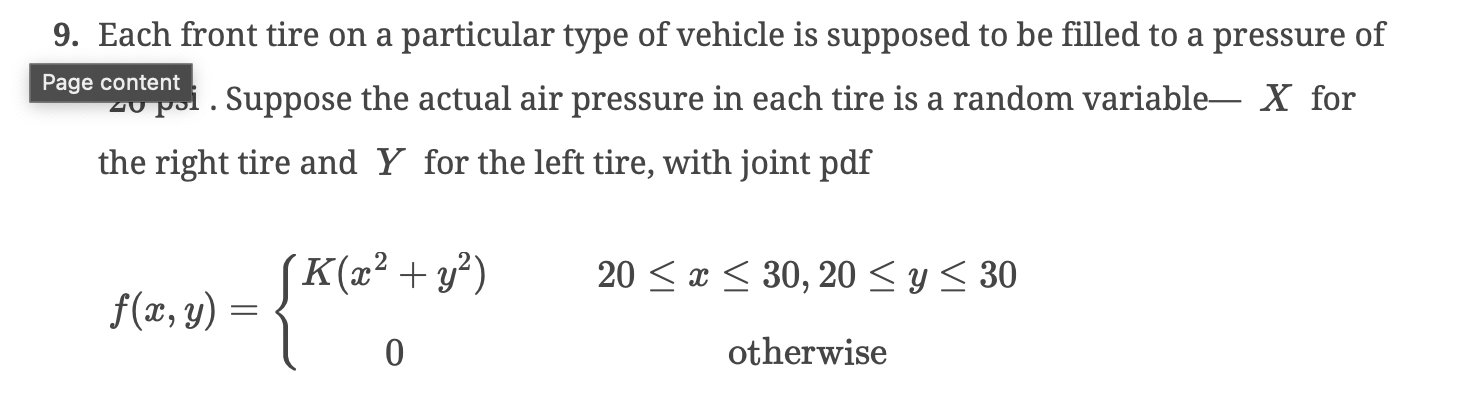 9. Each front tire on a particular type of vehicle is supposed to be filled to a pressure of
Page content
psi . Suppose the actual air pressure in each tire is a random variable— X for
the right tire and Y for the left tire, with joint pdf
f(x, y) = { K(x² + y²) 20 ≤ x ≤ 30, 20 ≤ y ≤ 30
0 otherwise